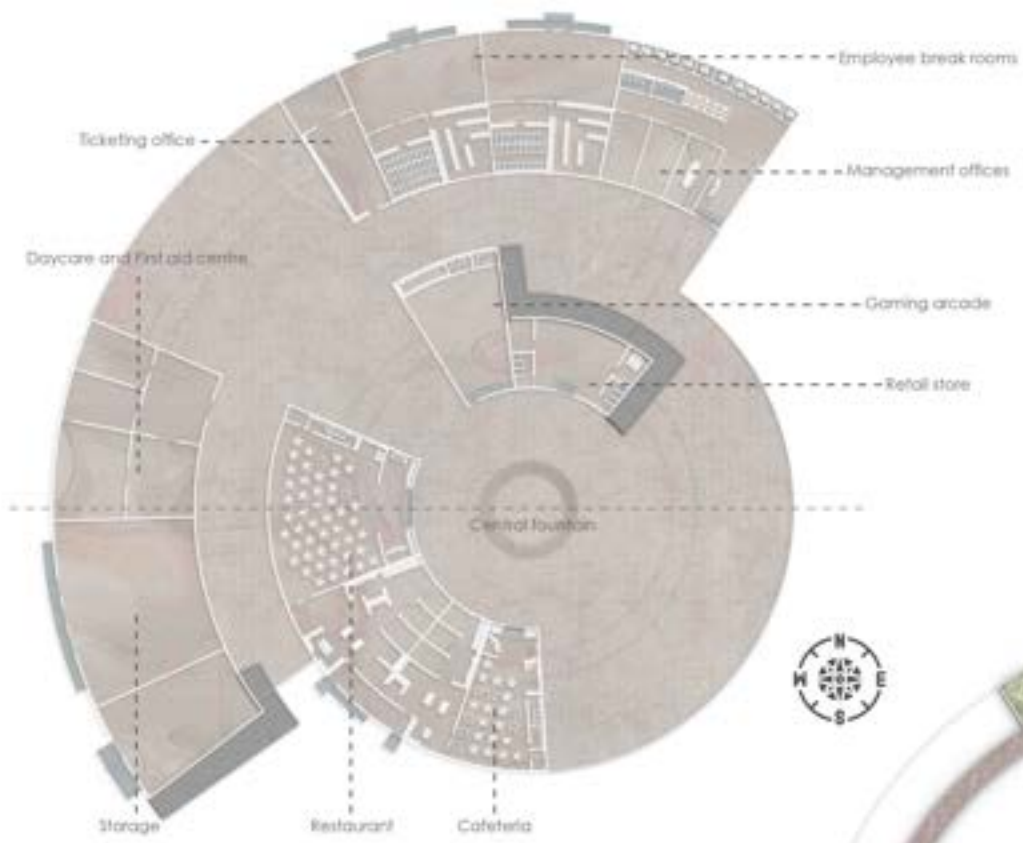 Employee break rooms
Ticketing office
Management offices
Daycare and First aid centre
Gaming arcade
Retail store
Central fountain
N
W E
S
Storage
Restaurant
Cafeteria